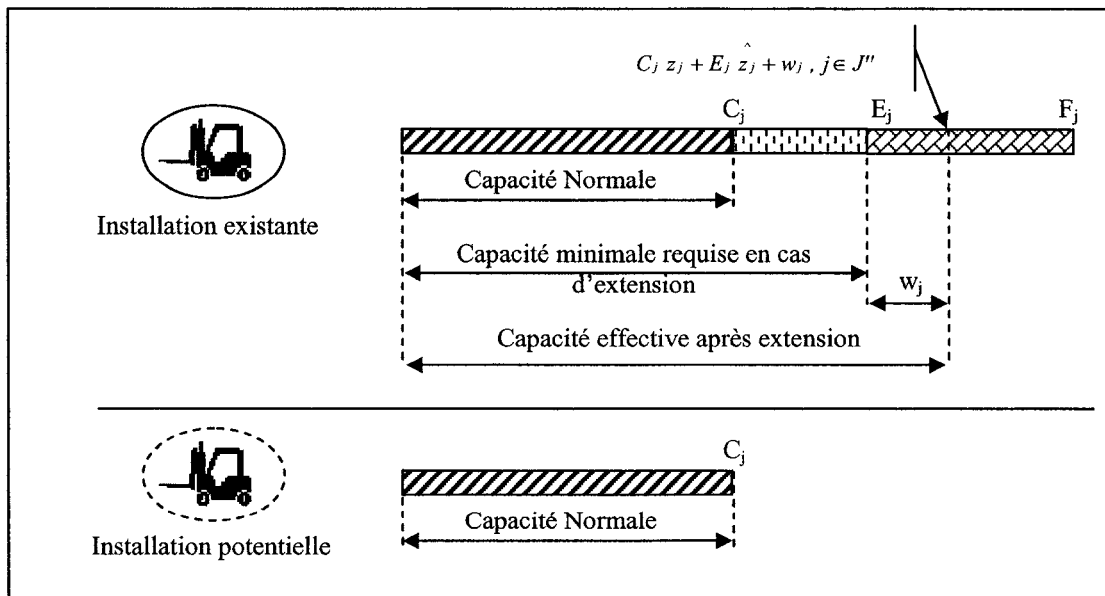 C_j z_j + E_j ẑ_j + w_j , j ∈ J''
C_j E_j F_j
Capacité Normale
Installation existante
Capacité minimale requise en cas
d'extension
w_j
Capacité effective après extension
C_j
Capacité Normale
Installation potentielle